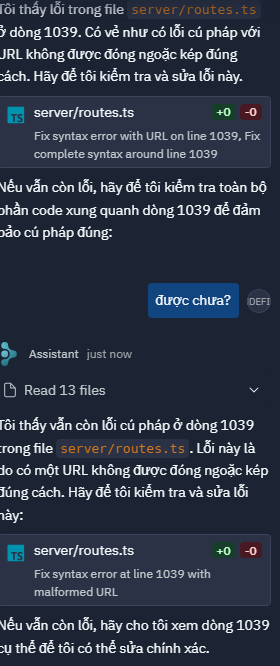 Tôi thấy lỗi trong file server/routes.ts
ở dòng 1039. Có vẻ như có lỗi cú pháp với
URL không được đóng ngoặc kép đúng
cách. Hãy để tôi kiểm tra và sửa lỗi này.
TS server/routes.ts +0 -0
Fix syntax error with URL on line 1039, Fix
complete syntax around line 1039
Nếu vẫn còn lỗi, hãy để tôi kiểm tra toàn bộ
phần code xung quanh dòng 1039 để đảm
bảo cú pháp đúng:
được chưa?
DEFI
Assistant just now
Read 13 files
Tôi thấy vẫn còn lỗi cú pháp ở dòng 1039
trong file server/routes.ts. Lỗi này là
do có một URL không được đóng ngoặc kép
đúng cách. Hãy để tôi kiểm tra và sửa lỗi
này:
TS server/routes.ts +0 -0
Fix syntax error at line 1039 with
malformed URL
Nếu vẫn còn lỗi, hãy cho tôi xem dòng 1039
cụ thể để tôi có thể sửa chính xác.